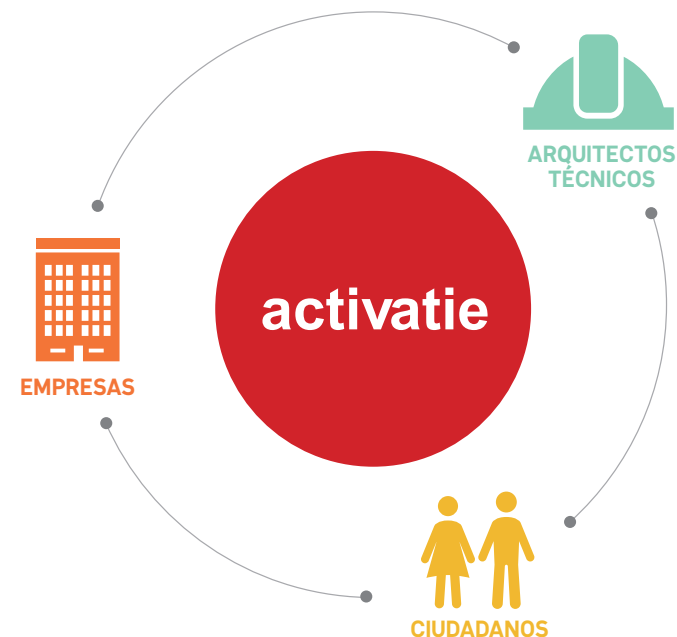 ARQUITECTOS
TÉCNICOS
activatie
EMPRESAS
CIUDADANOS